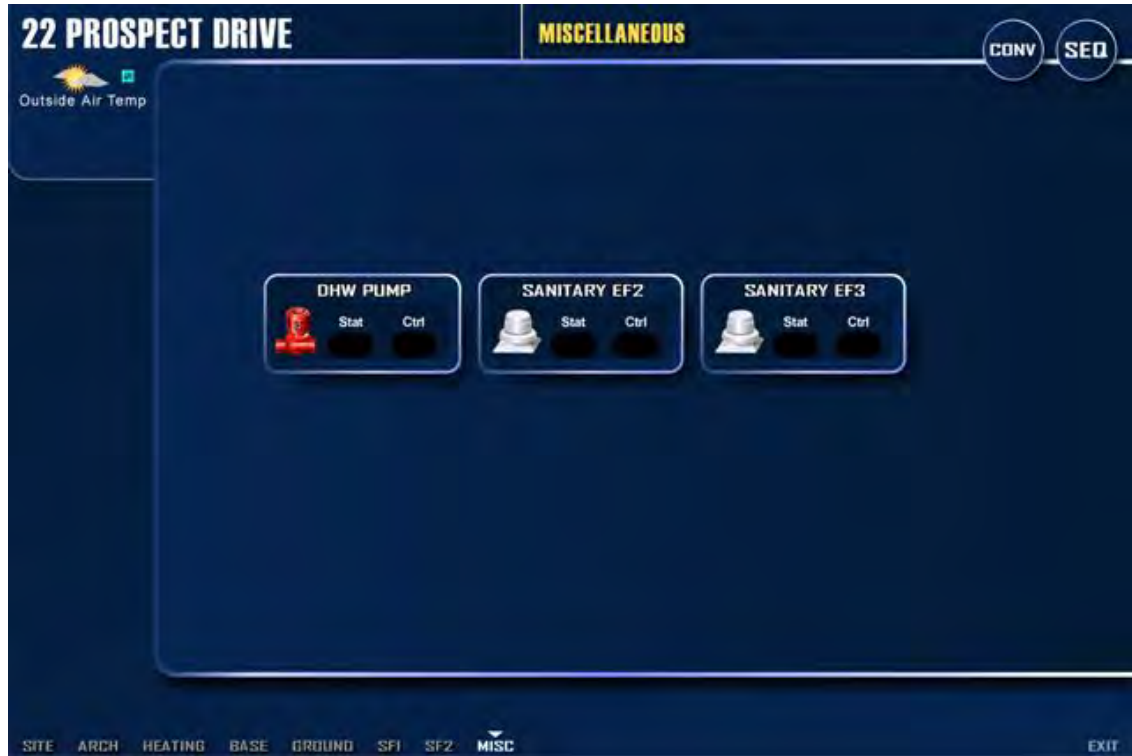 22 PROSPECT DRIVE
MISCELLANEOUS
CONV
SEQ
Outside Air Temp
DHW PUMP
Stat Ctrl
SANITARY EF2
Stat Ctrl
SANITARY EF3
Stat Ctrl
SITE ARCH HEATING BASE GROUND SF1 SF2 MISC EXIT